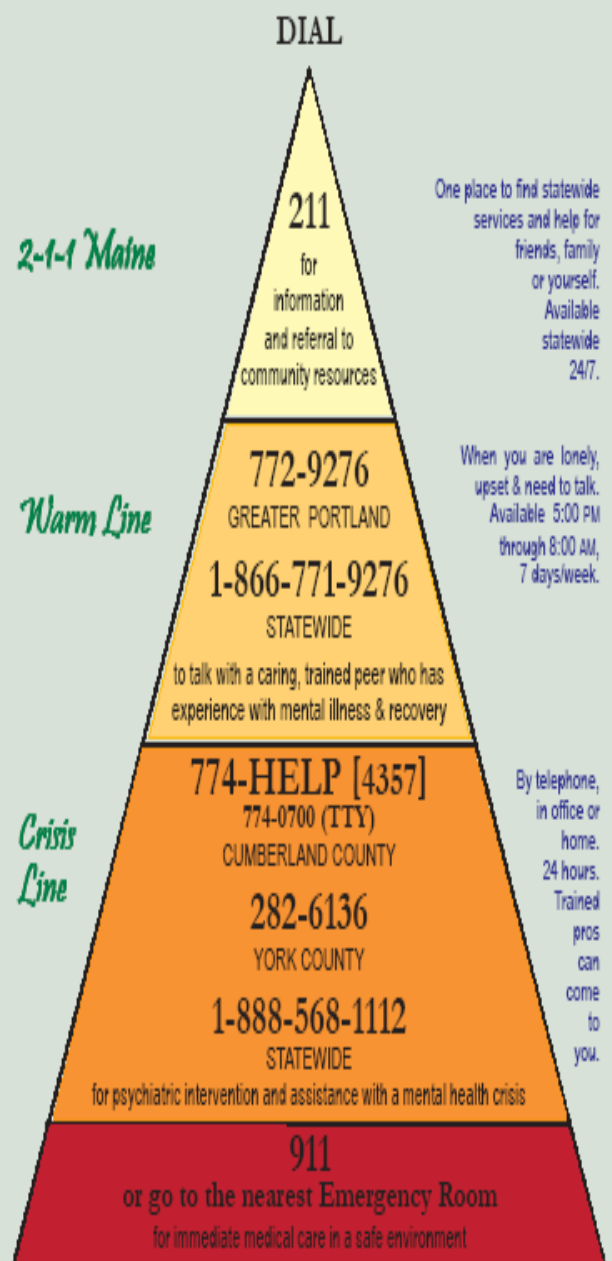 DIAL
2-1-1 Maine
211
for
information
and referral to
community resources
One place to find statewide
services and help for
friends, family
or yourself.
Available
statewide
24/7.
Warm Line
772-9276
GREATER PORTLAND
1-866-771-9276
STATEWIDE
to talk with a caring, trained peer who has
experience with mental illness & recovery
When you are lonely,
upset & need to talk.
Available 5:00 PM
through 8:00 AM,
7 days/week.
Crisis
Line
774-HELP [4357]
774-0700 (TTY)
CUMBERLAND COUNTY
282-6136
YORK COUNTY
1-888-568-1112
STATEWIDE
for psychiatric intervention and assistance with a mental health crisis
By telephone,
in office or
home.
24 hours.
Trained
pros
can
come
to
you.
911
or go to the nearest Emergency Room
for immediate medical care in a safe environment